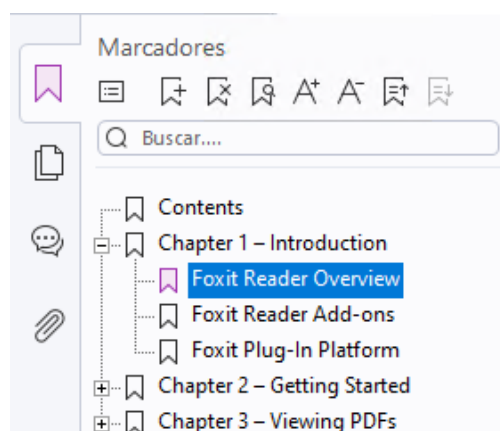 Marcadores
A+ A-
Buscar....
Contents
Chapter 1 – Introduction
Foxit Reader Overview
Foxit Reader Add-ons
Foxit Plug-In Platform
Chapter 2 – Getting Started
Chapter 3 – Viewing PDFs